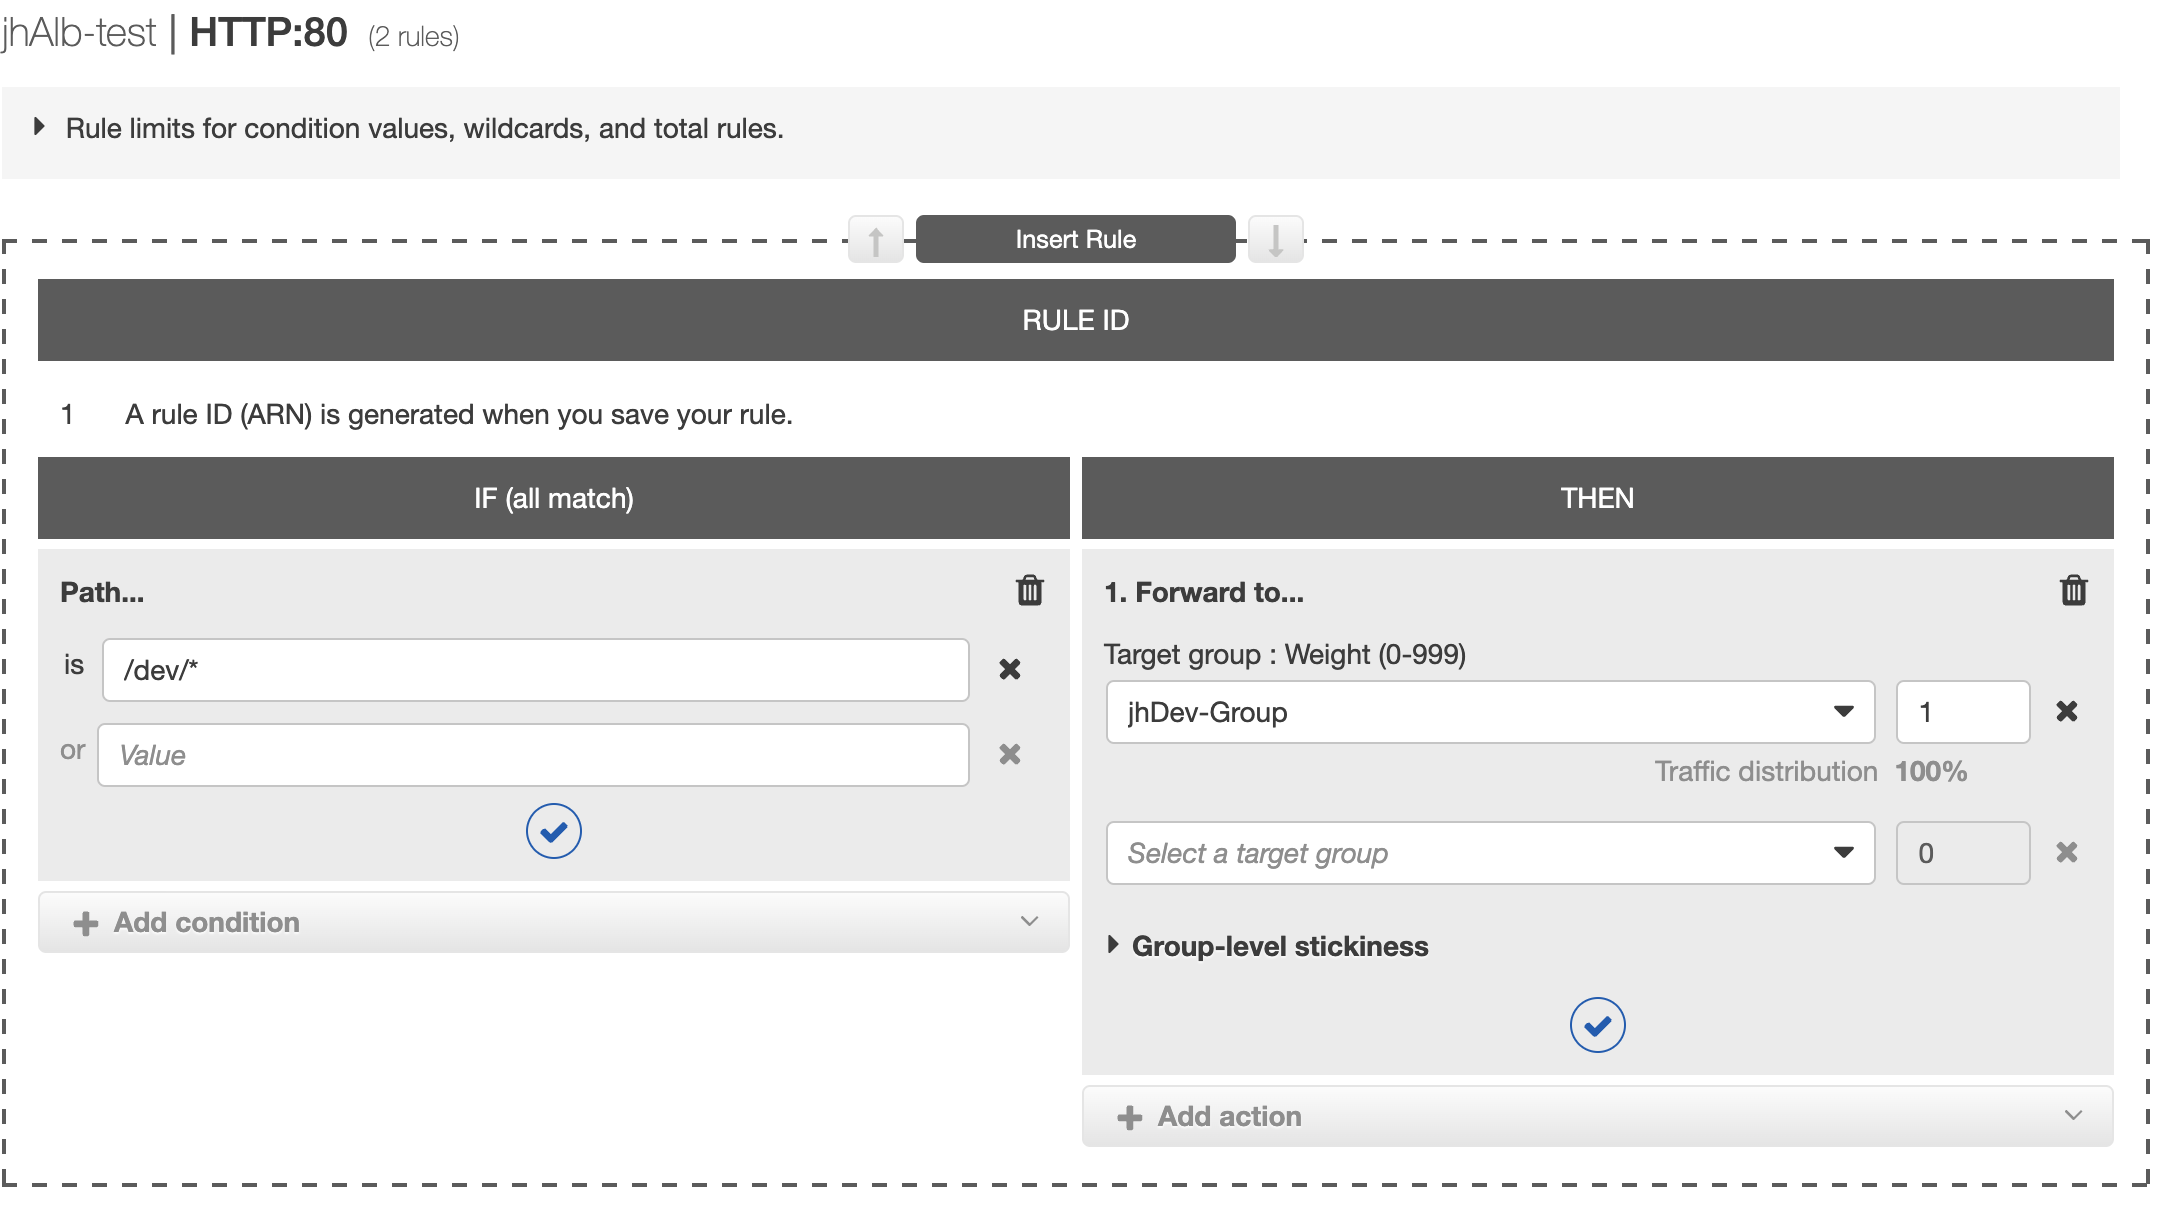 jhAlb-test | HTTP:80 (2 rules)
Rule limits for condition values, wildcards, and total rules.
Insert Rule
RULE ID
1 A rule ID (ARN) is generated when you save your rule.
IF (all match)
THEN
Path...
is /dev/*
or Value
Add condition
1. Forward to...
Target group : Weight (0-999)
jhDev-Group 1
Traffic distribution 100%
Select a target group 0
Group-level stickiness
Add action